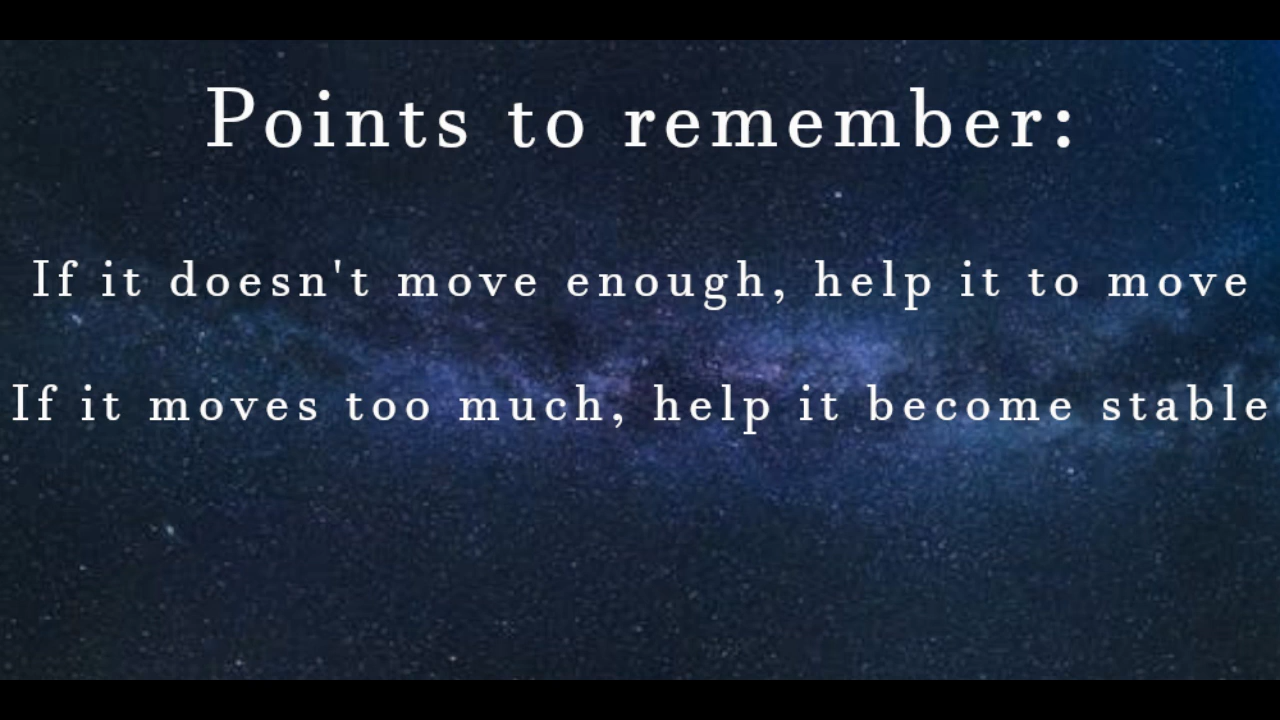 Points to remember:
If it doesn't move enough, help it to move
If it moves too much, help it become stable